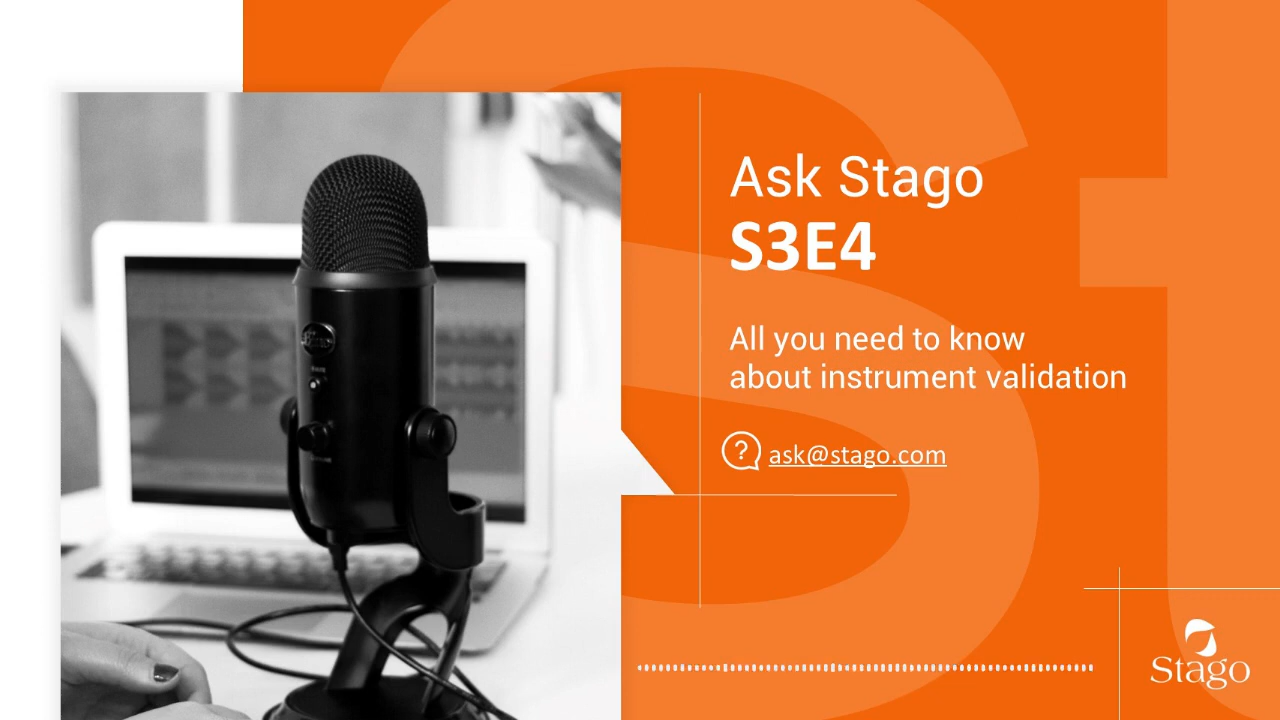 Ask Stago
S3E4
All you need to know
about instrument validation
? ask@stago.com
Stago